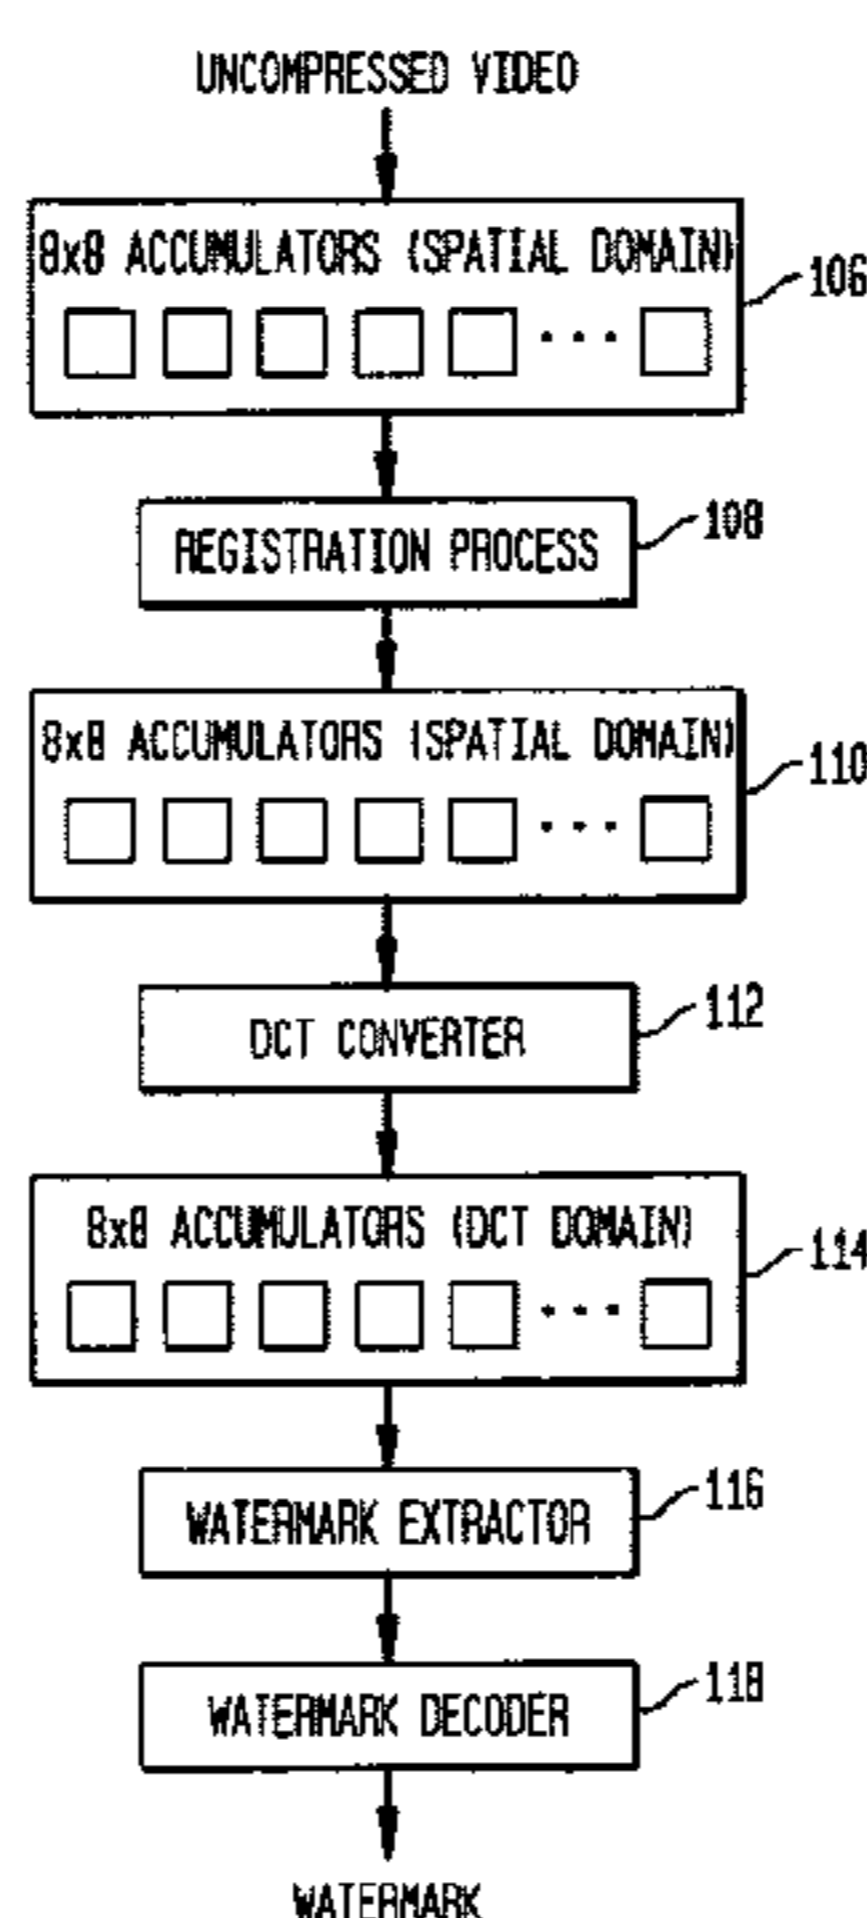 UNCOMPRESSED VIDEO
8x8 ACCUMULATORS (SPATIAL DOMAIN)
106
REGISTRATION PROCESS
108
8x8 ACCUMULATORS (SPATIAL DOMAIN)
110
DCT CONVERTER
112
8x8 ACCUMULATORS (DCT DOMAIN)
114
WATERMARK EXTRACTOR
116
WATERMARK DECODER
118
WATERMARK